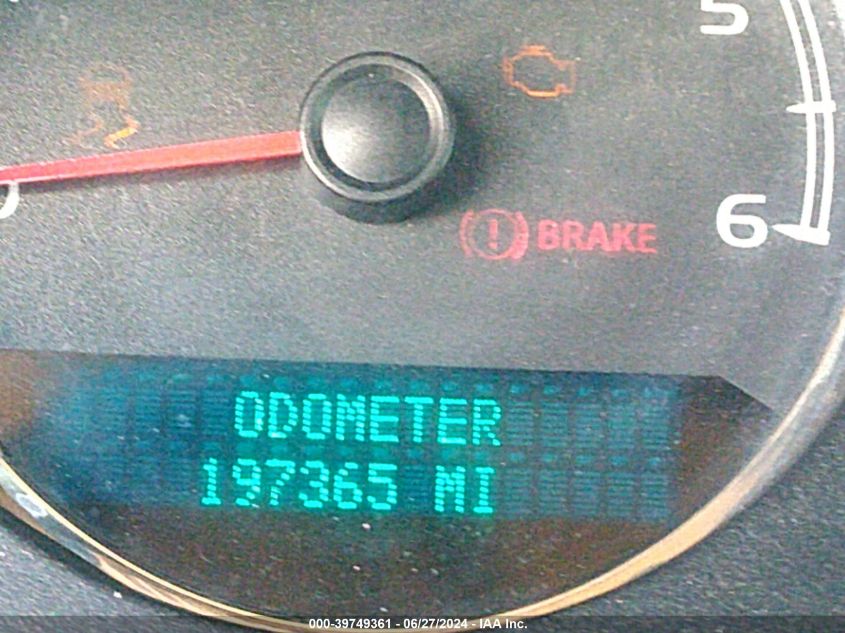 5
6
BRAKE
ODOMETER
197365 MI
000-39749361 - 06/27/2024 - IAA Inc.